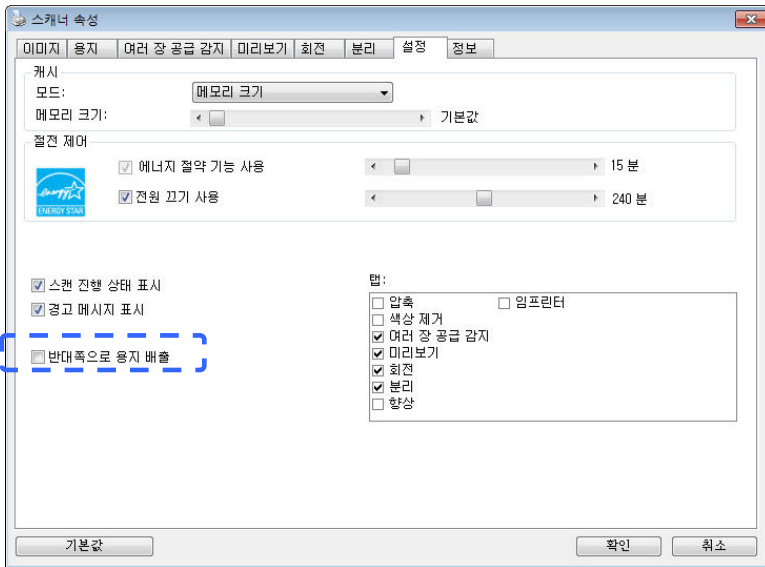 스캐너 속성
이미지 용지 여러 장 공급 감지 미리보기 회전 분리 설정 정보
캐시
모드: 메모리 크기
메모리 크기: 기본값
절전 제어
에너지 절약 기능 사용 15 분
전원 끄기 사용 240 분
energy
ENERGY STAR
스캔 진행 상태 표시
경고 메시지 표시
반대쪽으로 용지 배출
탭:
압축 임프린터
색상 제거
여러 장 공급 감지
미리보기
회전
분리
향상
기본값 확인 취소